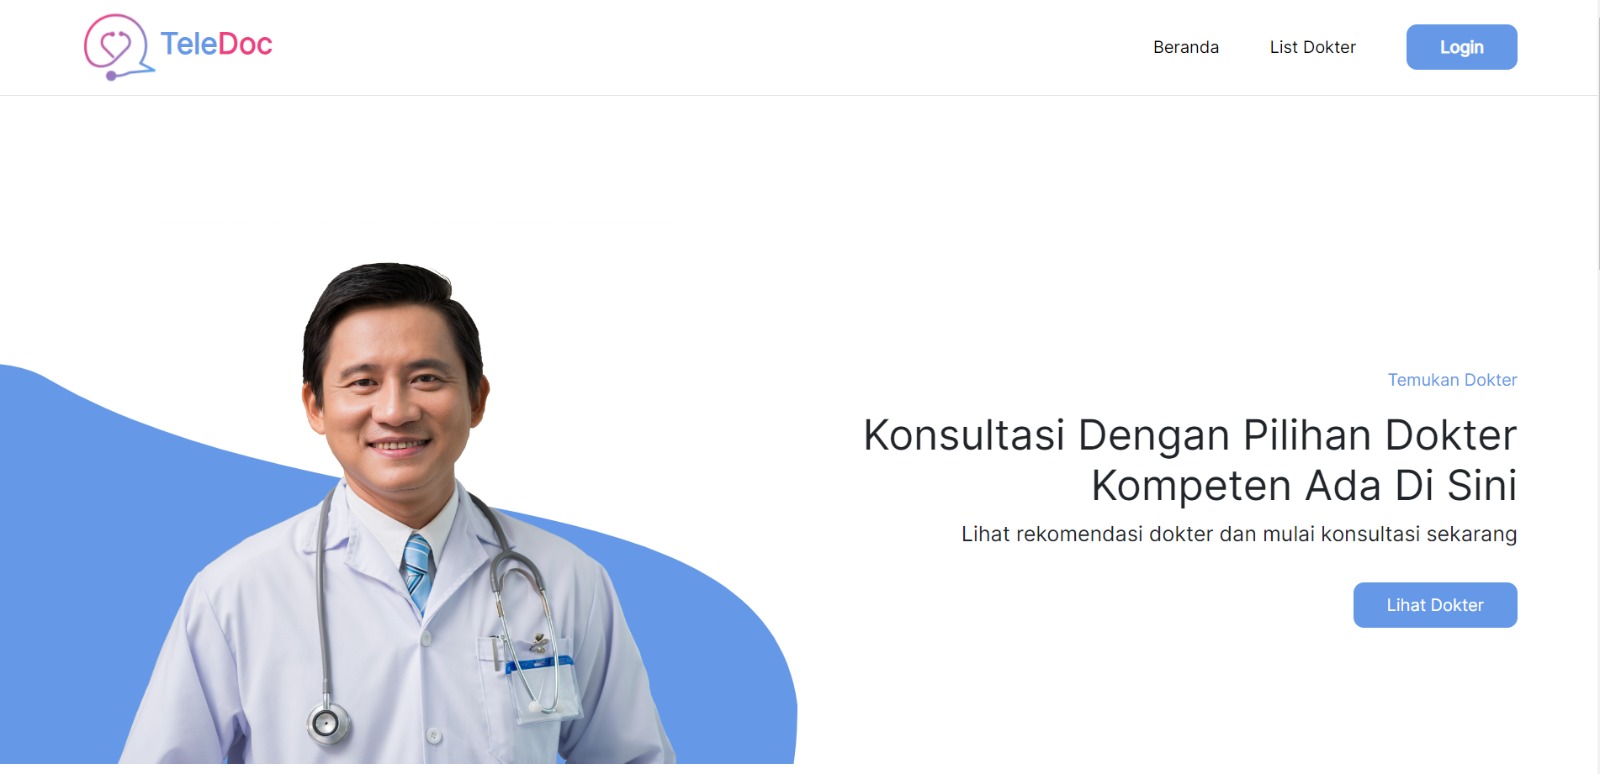 TeleDoc
Beranda
List Dokter
Login
Temukan Dokter
Konsultasi Dengan Pilihan Dokter
Kompeten Ada Di Sini
Lihat rekomendasi dokter dan mulai konsultasi sekarang
Lihat Dokter